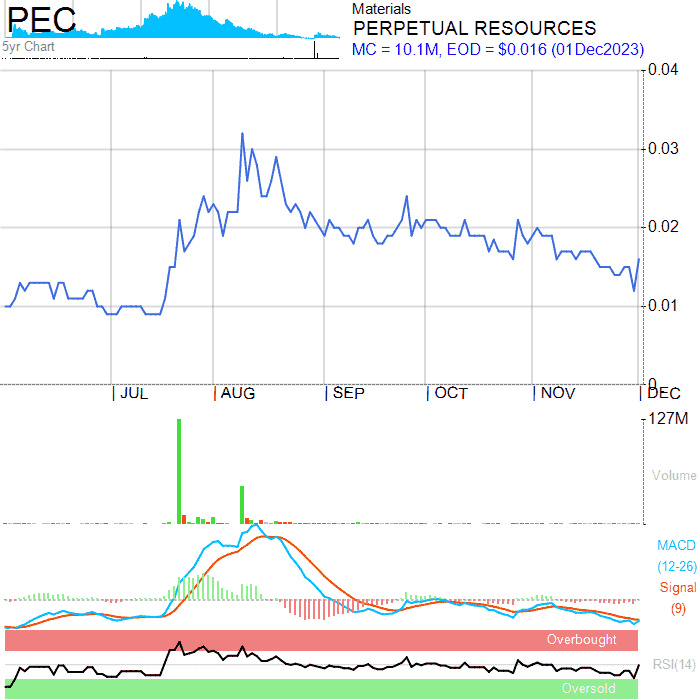 PEC
5yr Chart
Materials
PERPETUAL RESOURCES
MC = 10.1M, EOD = $0.016 (01Dec2023)
0.04
0.03
0.02
0.01
0
JUL AUG SEP OCT NOV DEC
127M
Volume
MACD
(12-26)
Signal
(9)
Overbought
RSI(14)
Oversold